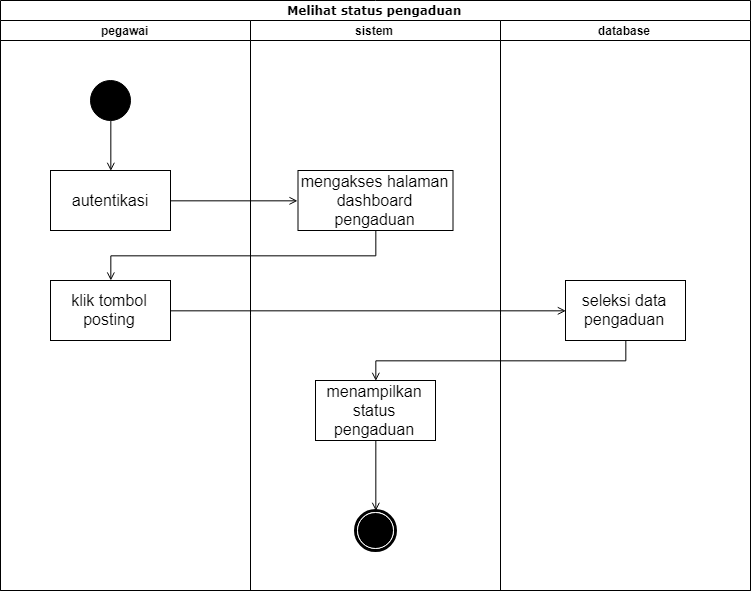 Melihat status pengaduan
pegawai
sistem
database
autentikasi
mengakses halaman
dashboard
pengaduan
klik tombol
posting
seleksi data
pengaduan
menampilkan
status
pengaduan